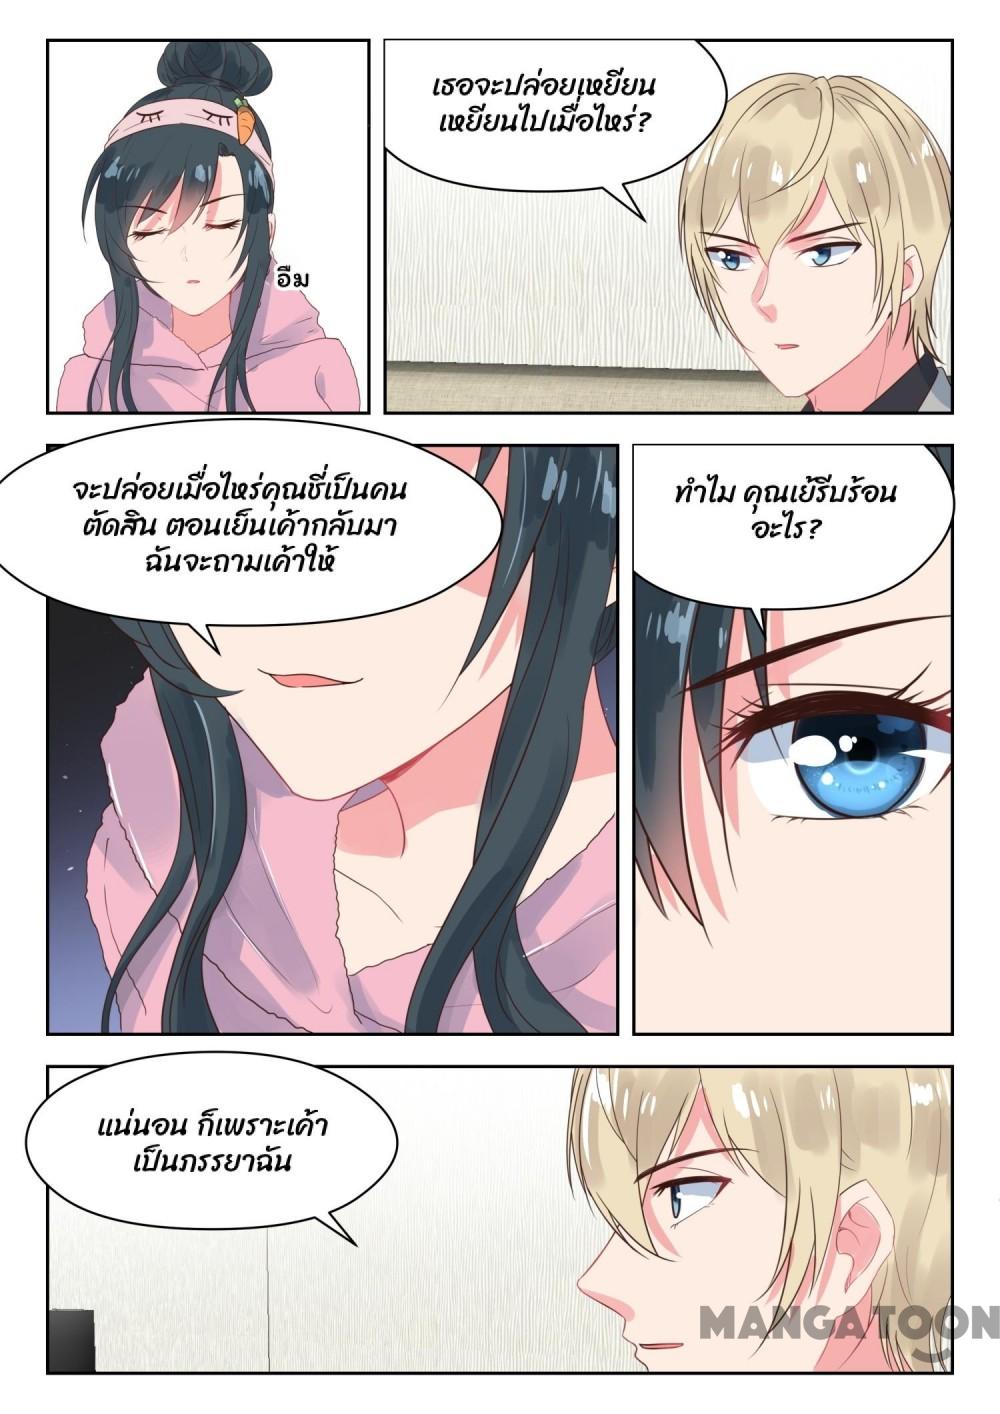 อืม
เธอจะปล่อยเหยียน
เหยียนไปเมื่อไหร่?
จะปล่อยเมื่อไหร่คุณชี่เป็นคน
ตัดสิน ตอนเย็นเค้ากลับมา
ฉันจะถามเค้าให้
ทำไม คุณเย้รีบร้อน
อะไร?
แน่นอน ก็เพราะเค้า
เป็นภรรยาฉัน
MANGATOON